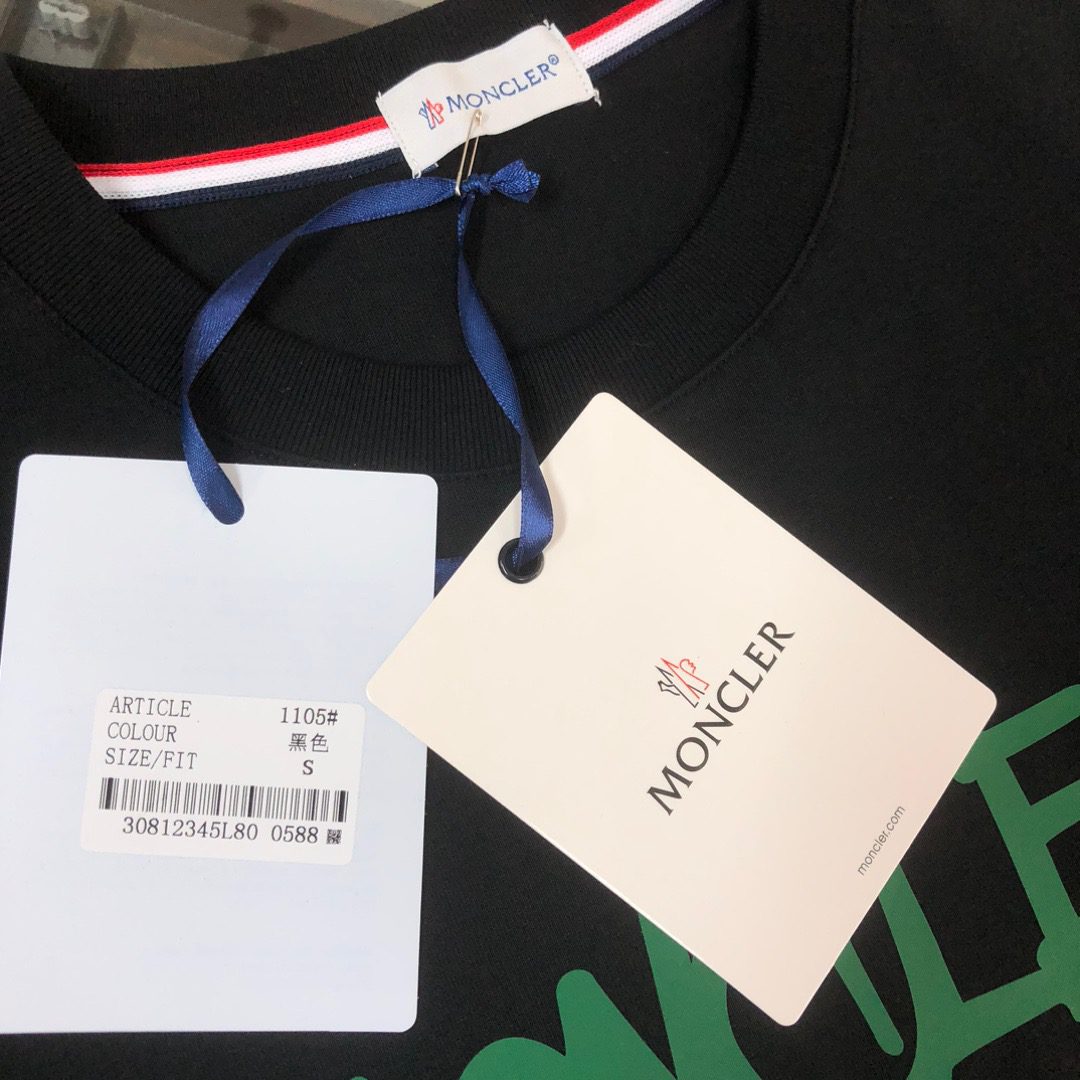 MONCLER®
ARTICLE 1105#
COLOUR 黑色
SIZE/FIT S
30812345L80 0588
MONCLER
moncler.com